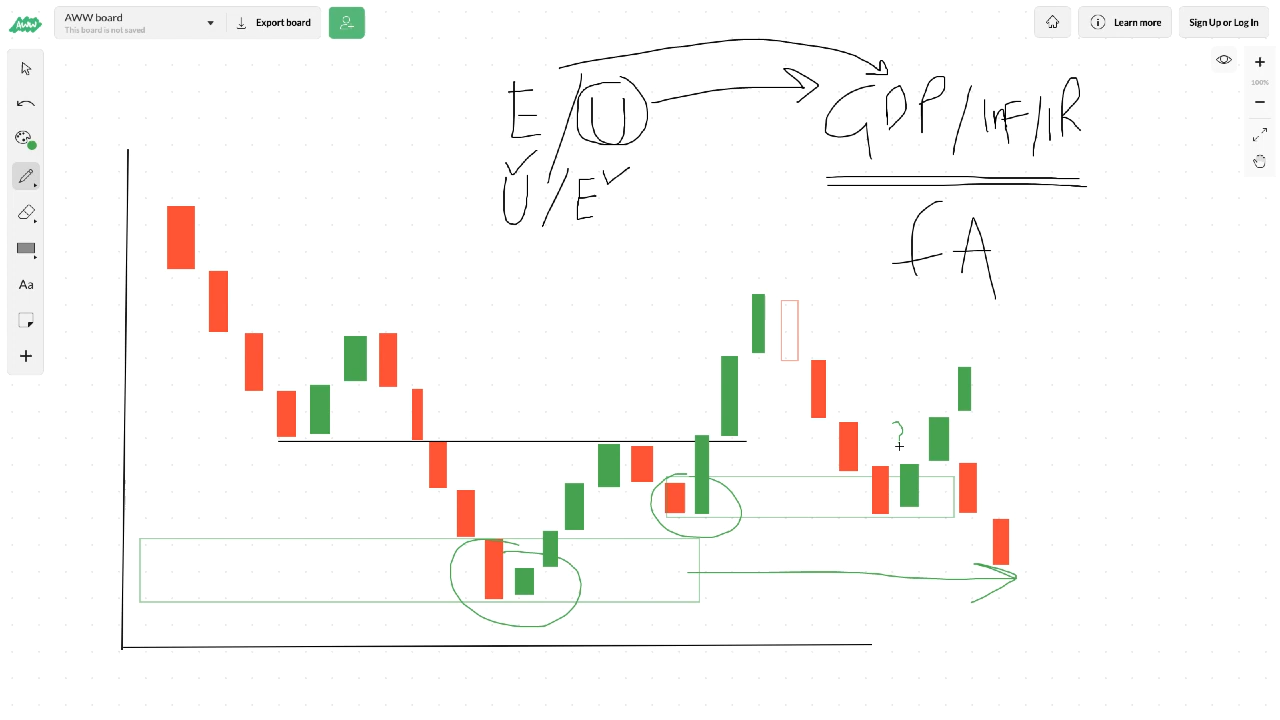 AWW
AWW board
This board is not saved
Export board
Learn more
Sign Up or Log In
100%
Aa
E/U
U/E
GDP/InF/IR
FA
?